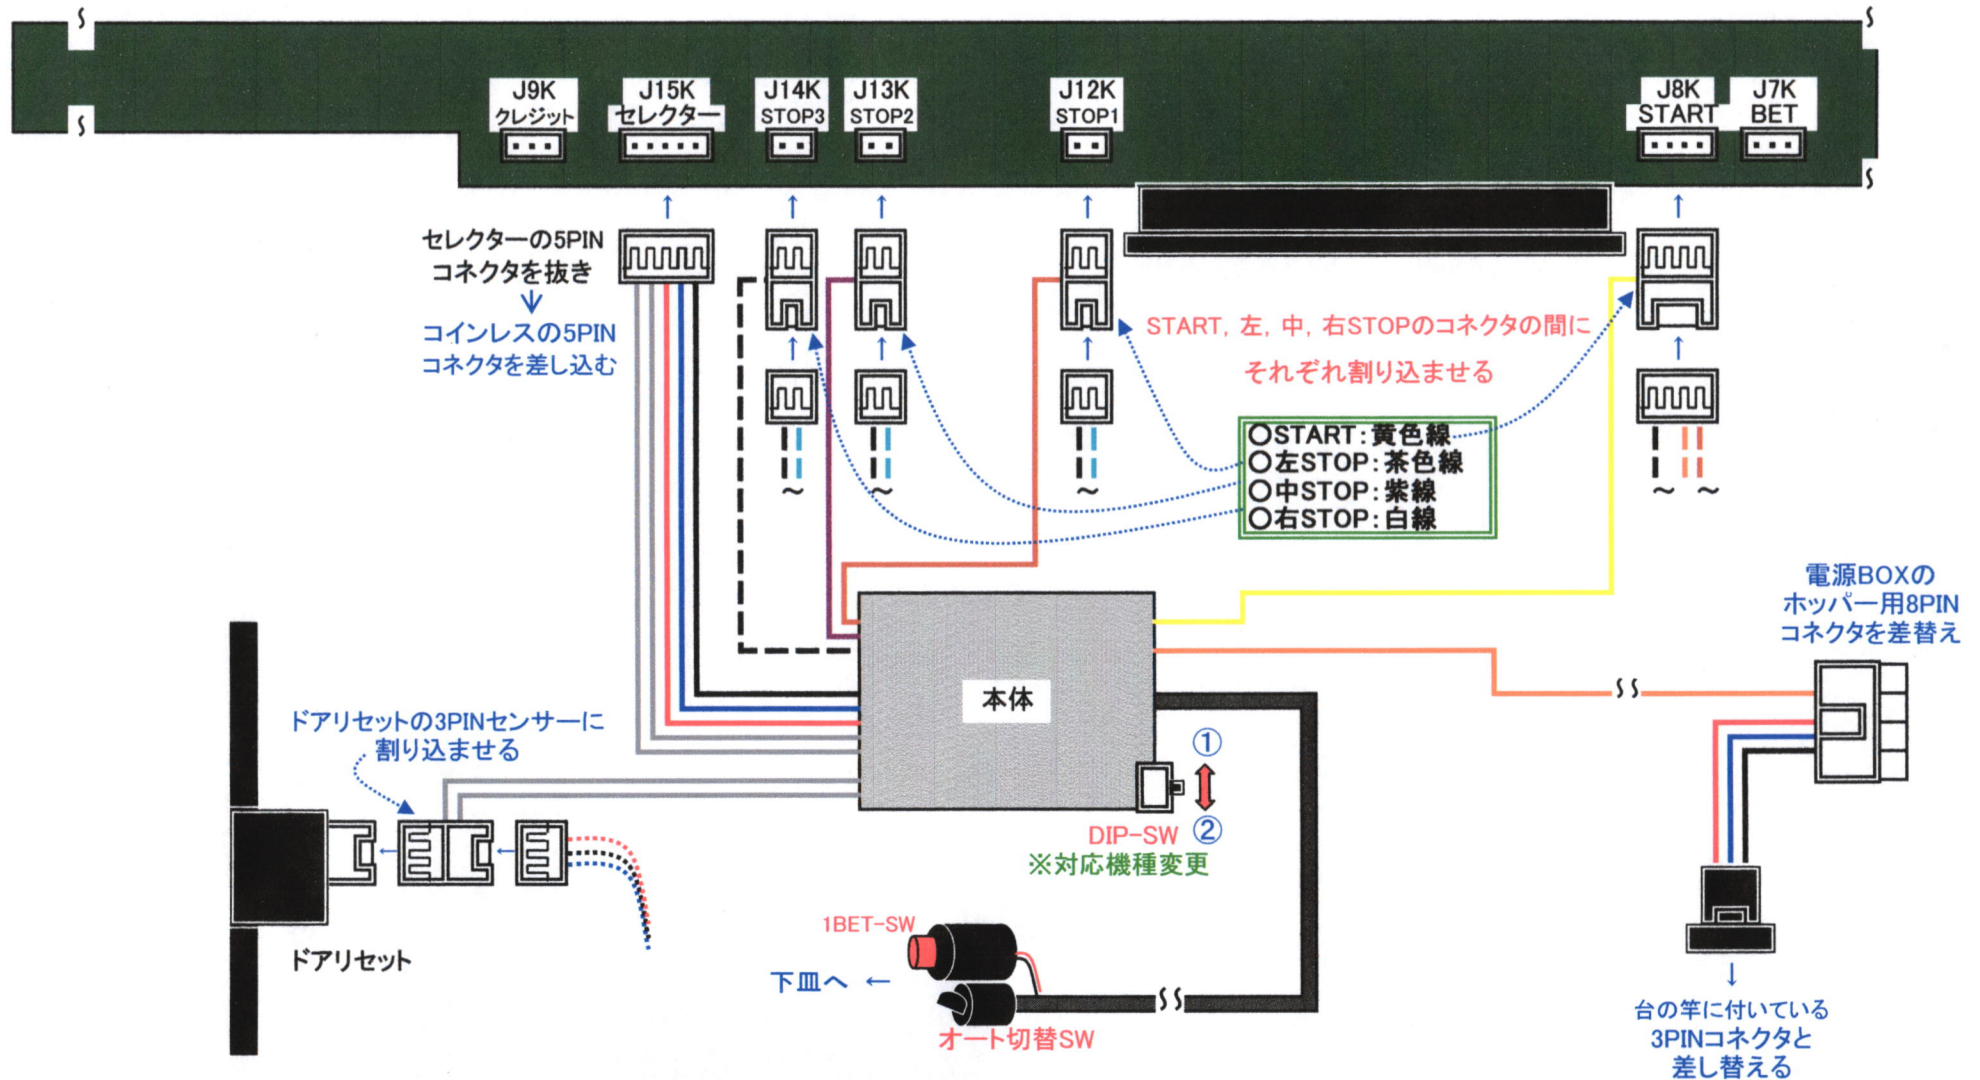 J9K
クレジット
J15K
セレクター
J14K
STOP3
J13K
STOP2
J12K
STOP1
J8K
START
J7K
BET
セレクターの5PIN
コネクタを抜き
↓
コインレスの5PIN
コネクタを差し込む
START, 左, 中, 右STOPのコネクタの間に
それぞれ割り込ませる
○START:黄色線
○左STOP:茶色線
○中STOP:紫線
○右STOP:白線
電源BOXの
ホッパー用8PIN
コネクタを差替え
本体
ドアリセットの3PINセンサーに
割り込ませる
①
DIP-SW ②
※対応機種変更
ドアリセット
1BET-SW
下皿へ ←
オート切替SW
台の竿に付いている
3PINコネクタと
差し替える